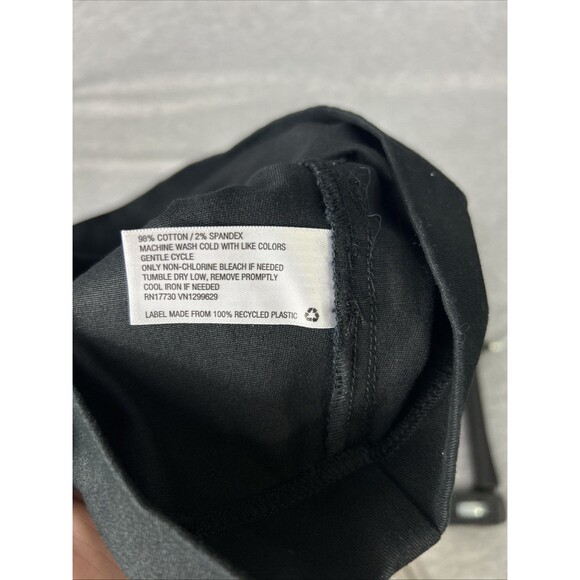 98% COTTON / 2% SPANDEX
MACHINE WASH COLD WITH LIKE COLORS
GENTLE CYCLE
ONLY NON-CHLORINE BLEACH IF NEEDED
TUMBLE DRY LOW, REMOVE PROMPTLY
COOL IRON IF NEEDED
RN17730 VN1299629
LABEL MADE FROM 100% RECYCLED PLASTIC